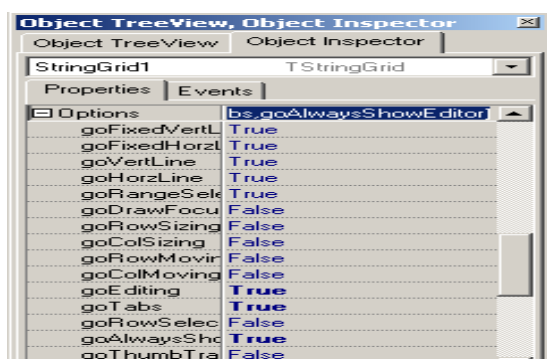 Object TreeView, Object Inspector
Object TreeView Object Inspector
StringGrid1 TStringGrid
Properties Events
Options bs,goAlwaysShowEditor]
goFixedVertL True
goFixedHorzL True
goVertLine True
goHorzLine True
goRangeSele True
goDrawFocu False
goRowSizing False
goColSizing False
goRowMovin False
goColMoving False
goEditing True
goTabs True
goRowSelec False
goAlwaysSho True
goThumbTra False